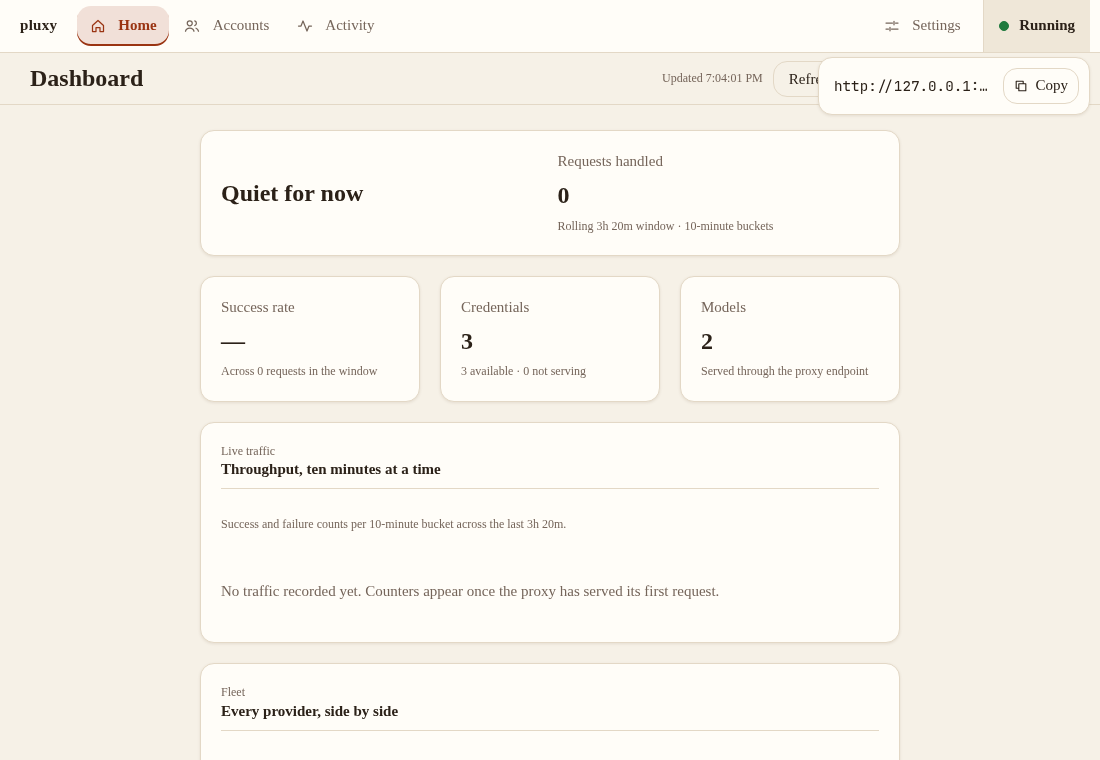 pluxy
Home
Accounts
Activity
Settings
Running
Dashboard
Updated 7:04:01 PM
Refre
http://127.0.0.1:…
Copy
Quiet for now
Requests handled
0
Rolling 3h 20m window · 10-minute buckets
Success rate
—
Across 0 requests in the window
Credentials
3
3 available · 0 not serving
Models
2
Served through the proxy endpoint
Live traffic
Throughput, ten minutes at a time
Success and failure counts per 10-minute bucket across the last 3h 20m.
No traffic recorded yet. Counters appear once the proxy has served its first request.
Fleet
Every provider, side by side